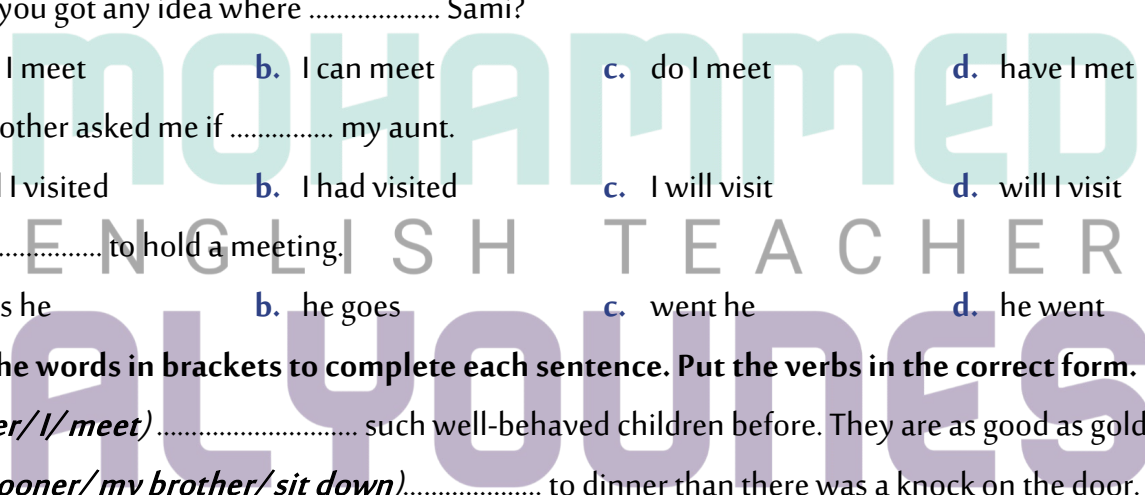 you got any idea where ................... Sami?
I meet b. I can meet c. do I meet d. have I met
other asked me if .............. my aunt.
I visited b. I had visited c. I will visit d. will I visit
.............. to hold a meeting.
s he b. he goes c. went he d. he went
he words in brackets to complete each sentence. Put the verbs in the correct form.
er/ I/ meet) ............................ such well-behaved children before. They are as good as gold
ooner/ my brother/ sit down)................... to dinner than there was a knock on the door.
MOHAMMED
ENGLISH TEACHER
ALYOUNES